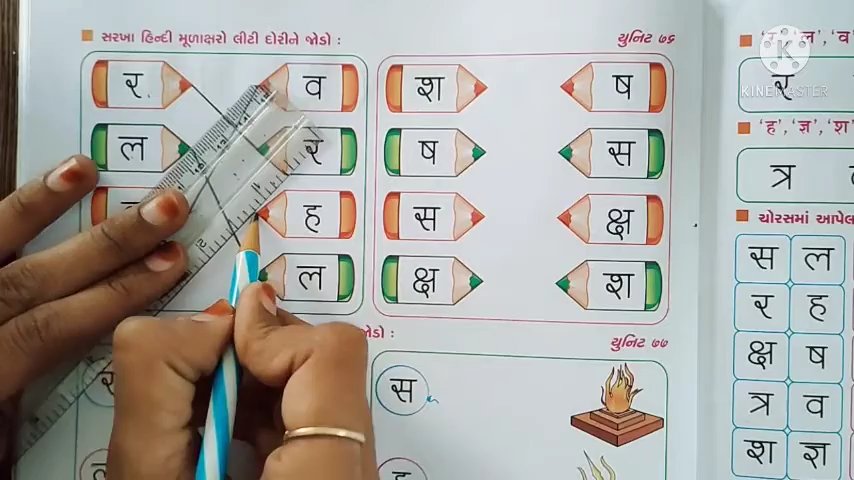 સરખા હિન્દી મૂળાક્ષરો લીટી દોરીને જોડો :
યુનિટ ૭૬
र
व
ल
र
ह
ल
श
ष
ष
स
स
क्ष
क्ष
श
જોડો :
યુનિટ ૭૭
स
र
'ह', 'ज्ञ', 'श'
त्र
ચોરસમાં આપેલ
स ल
र ह
क्ष ष
त्र व
श ज्ञ
KINEMASTER